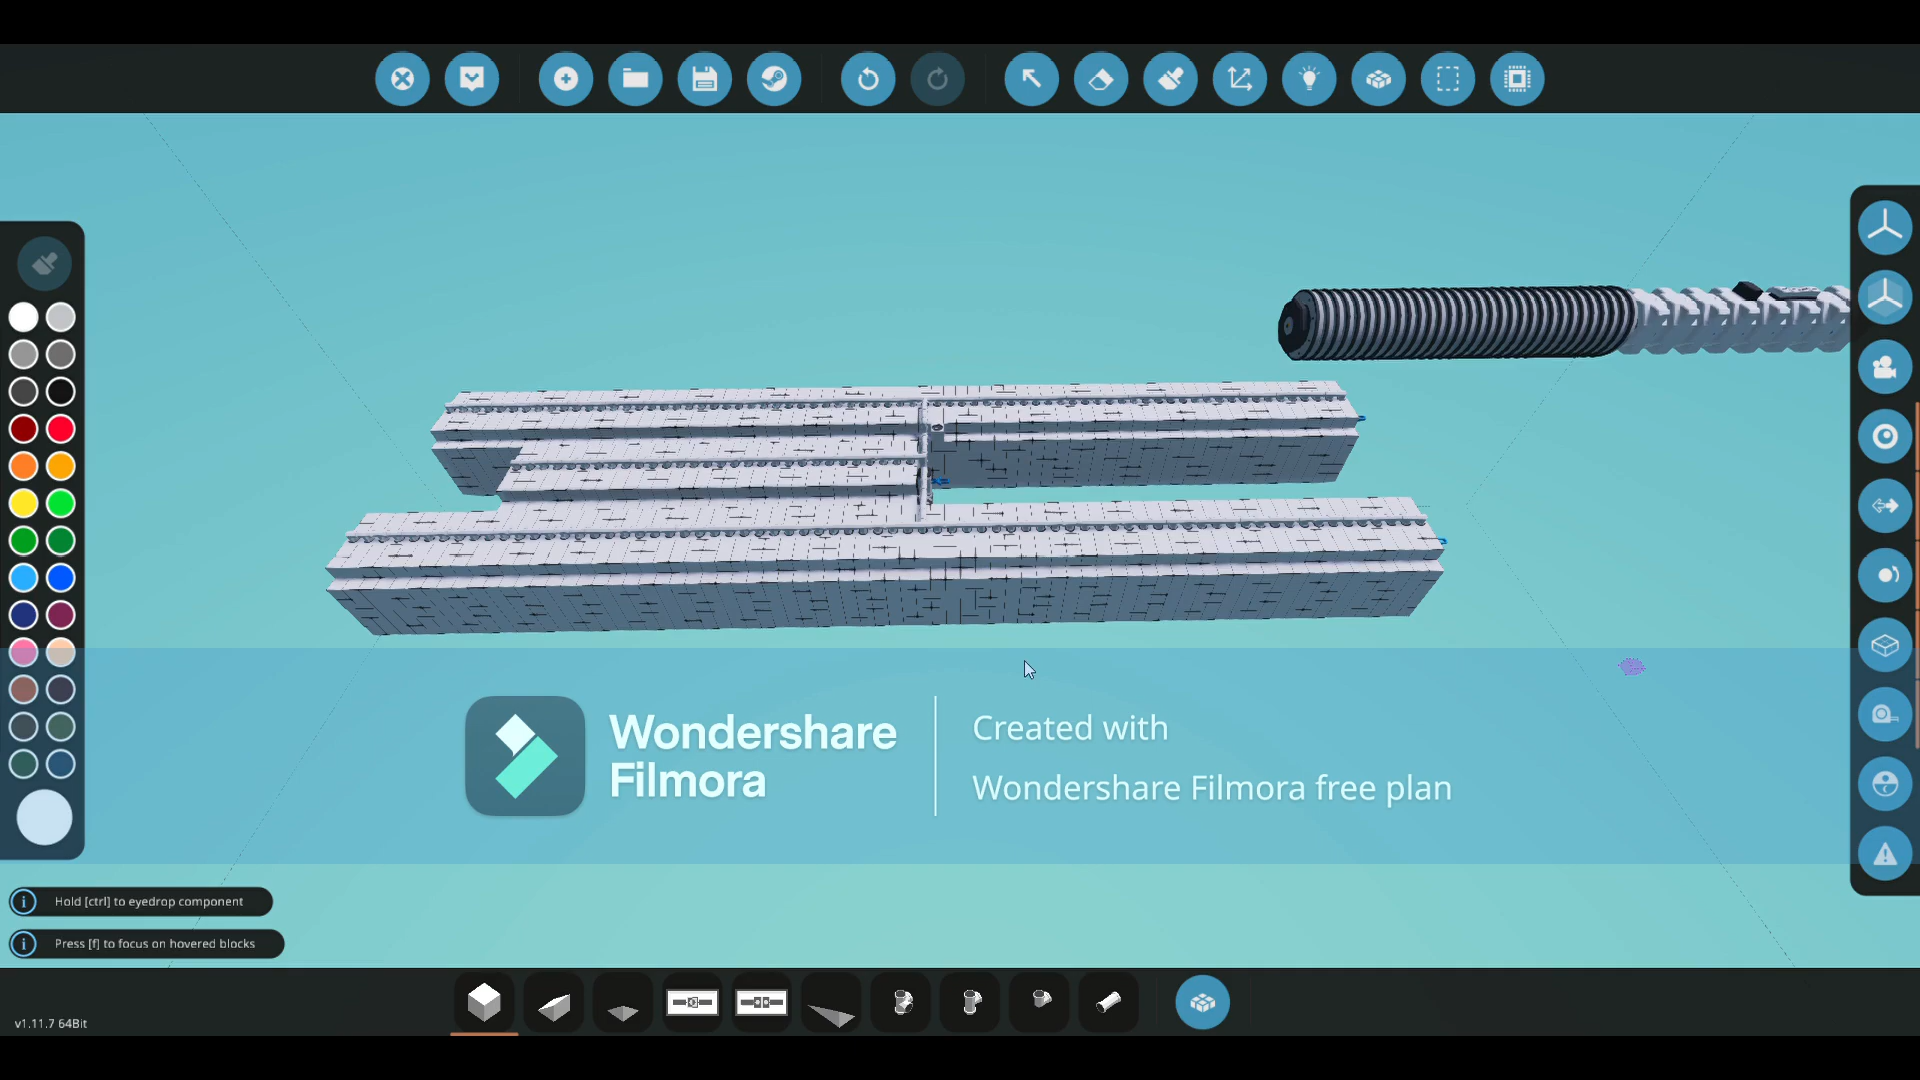 Wondershare
Filmora
Created with
Wondershare Filmora free plan
Hold [ctrl] to eyedrop component
Press [f] to focus on hovered blocks
v1.11.7 64Bit